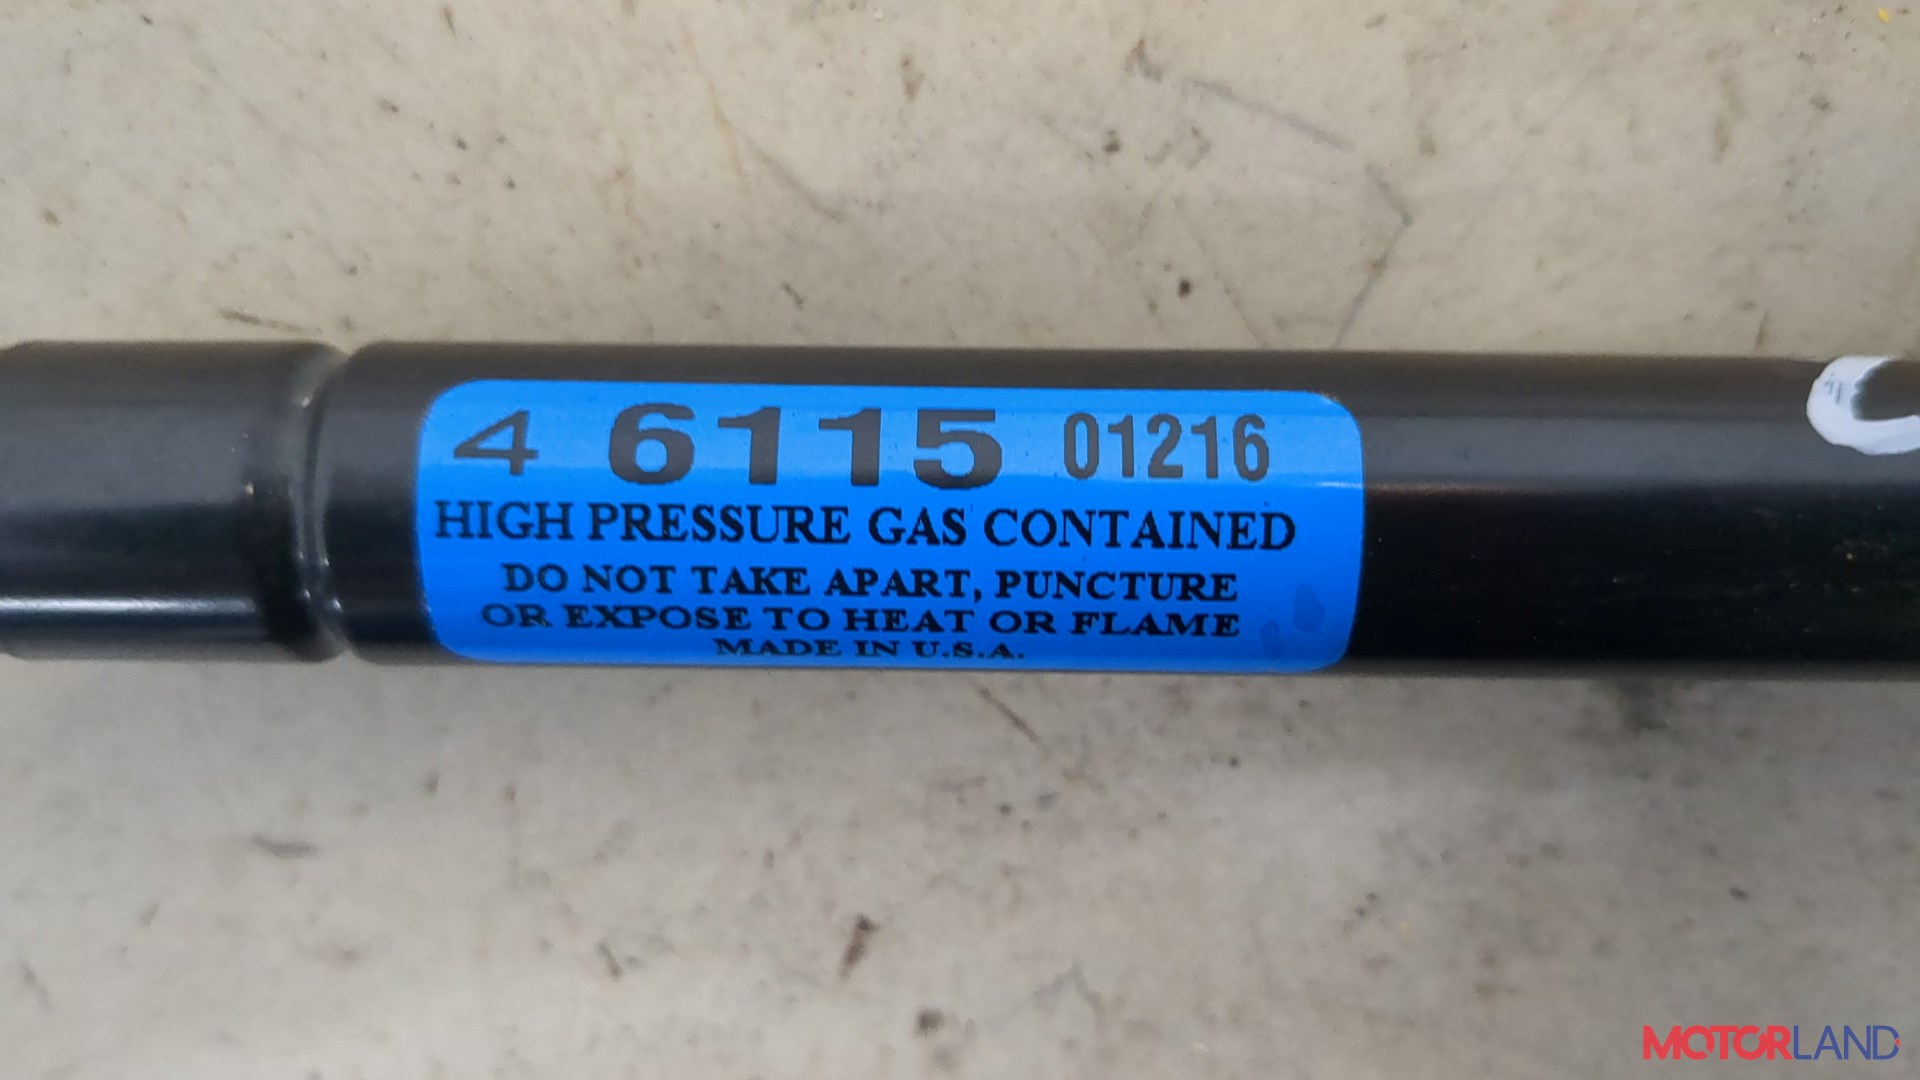 4 6115 01216
HIGH PRESSURE GAS CONTAINED
DO NOT TAKE APART, PUNCTURE
OR EXPOSE TO HEAT OR FLAME
MADE IN U.S.A.
MOTORLAND